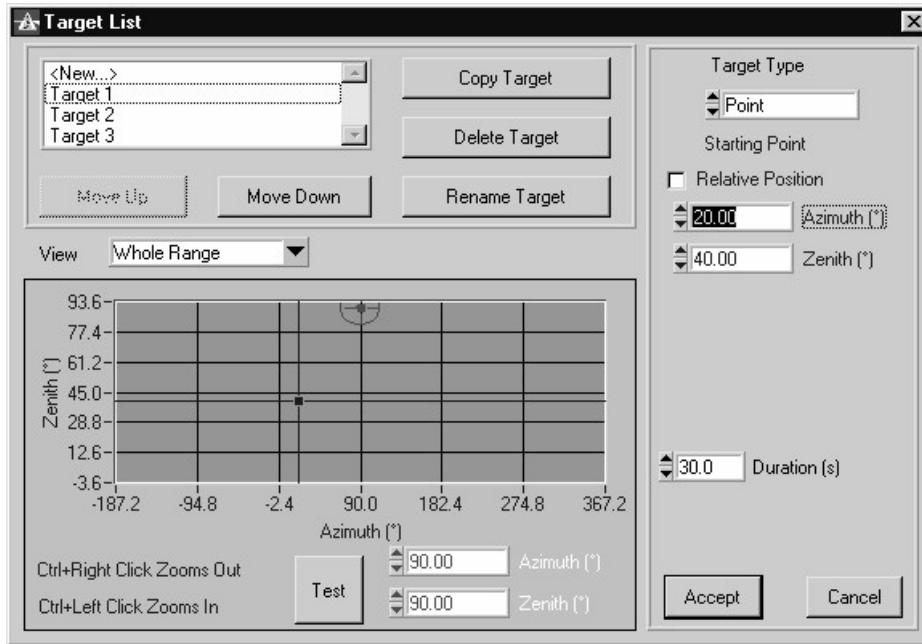 Target List
<New...>
Target 1
Target 2
Target 3
Copy Target
Delete Target
Move Up
Move Down
Rename Target
View
Whole Range
93.6
77.4
61.2
45.0
28.8
12.6
-3.6
Zenith (°)
-187.2 -94.8 -2.4 90.0 182.4 274.8 367.2
Azimuth (°)
Ctrl+Right Click Zooms Out
Ctrl+Left Click Zooms In
Test
90.00 Azimuth (°)
90.00 Zenith (°)
Target Type
Point
Starting Point
Relative Position
20.00 Azimuth (°)
40.00 Zenith (°)
30.0 Duration (s)
Accept
Cancel